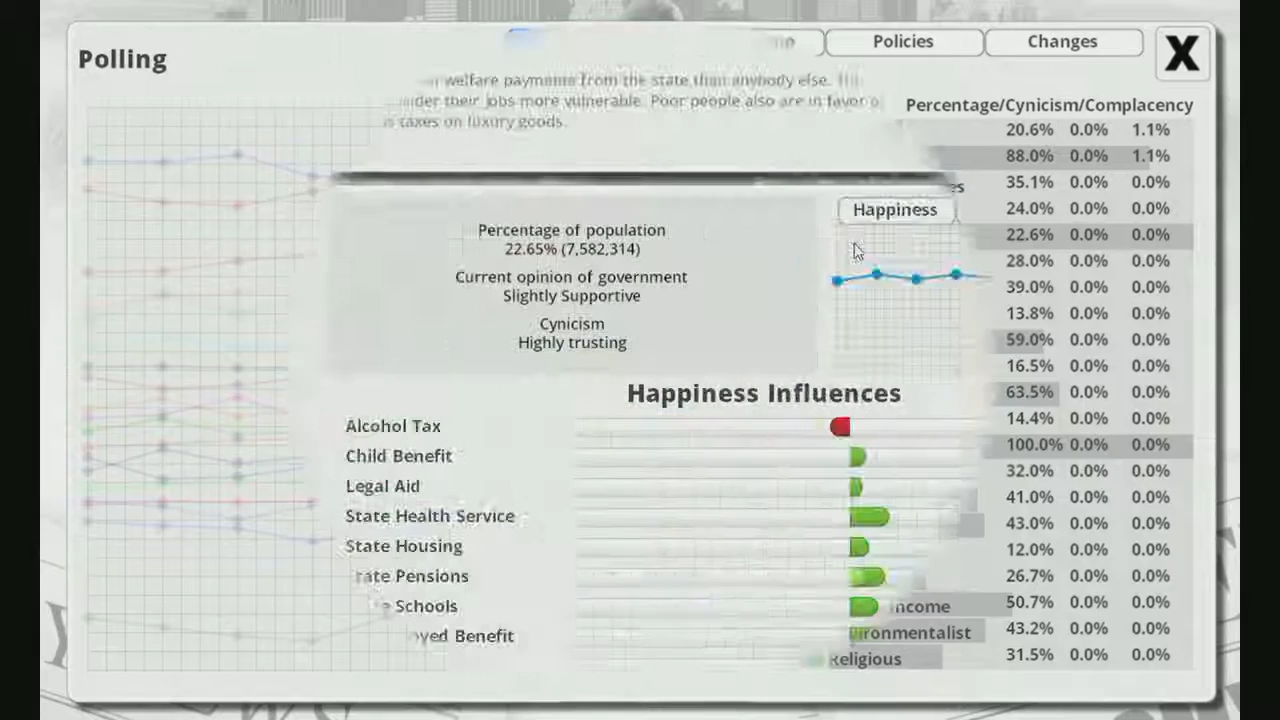 Polling
Policies
Changes
X
welfare payments from the state than anybody else.
their jobs more vulnerable. Poor people also are in favor
taxes on luxury goods.
Percentage/Cynicism/Complacency
20.6% 0.0% 1.1%
88.0% 0.0% 1.1%
35.1% 0.0% 0.0%
24.0% 0.0% 0.0%
22.6% 0.0% 0.0%
28.0% 0.0% 0.0%
39.0% 0.0% 0.0%
13.8% 0.0% 0.0%
59.0% 0.0% 0.0%
16.5% 0.0% 0.0%
63.5% 0.0% 0.0%
14.4% 0.0% 0.0%
100.0% 0.0% 0.0%
32.0% 0.0% 0.0%
41.0% 0.0% 0.0%
43.0% 0.0% 0.0%
12.0% 0.0% 0.0%
26.7% 0.0% 0.0%
Income 50.7% 0.0% 0.0%
43.2% 0.0% 0.0%
Religious 31.5% 0.0% 0.0%
Happiness
Percentage of population
22.65% (7,582,314)
Current opinion of government
Slightly Supportive
Cynicism
Highly trusting
Happiness Influences
Alcohol Tax
Child Benefit
Legal Aid
State Health Service
State Housing
Pensions
Schools
Benefit